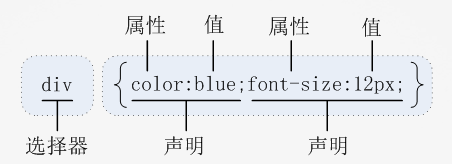 属性 值 属性 值
div {color:blue;font-size:12px;}
选择器 声明 声明